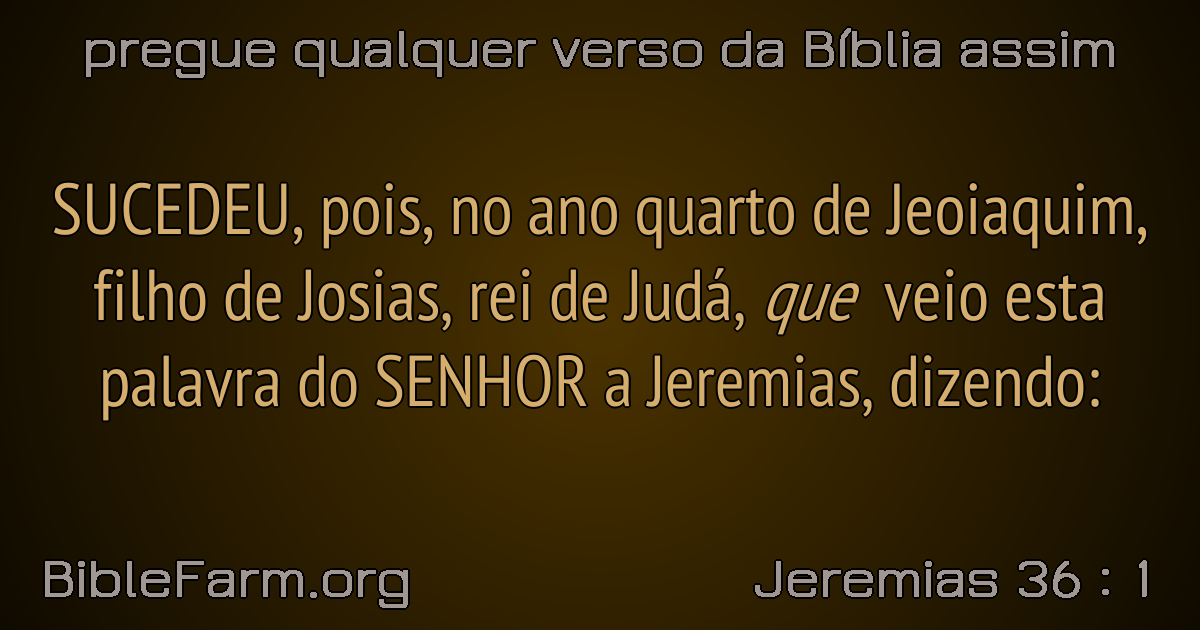 pregue qualquer verso da Bíblia assim
SUCEDEU, pois, no ano quarto de Jeoiaquim,
filho de Josias, rei de Judá, que veio esta
palavra do SENHOR a Jeremias, dizendo:
BibleFarm.org
Jeremias 36 : 1